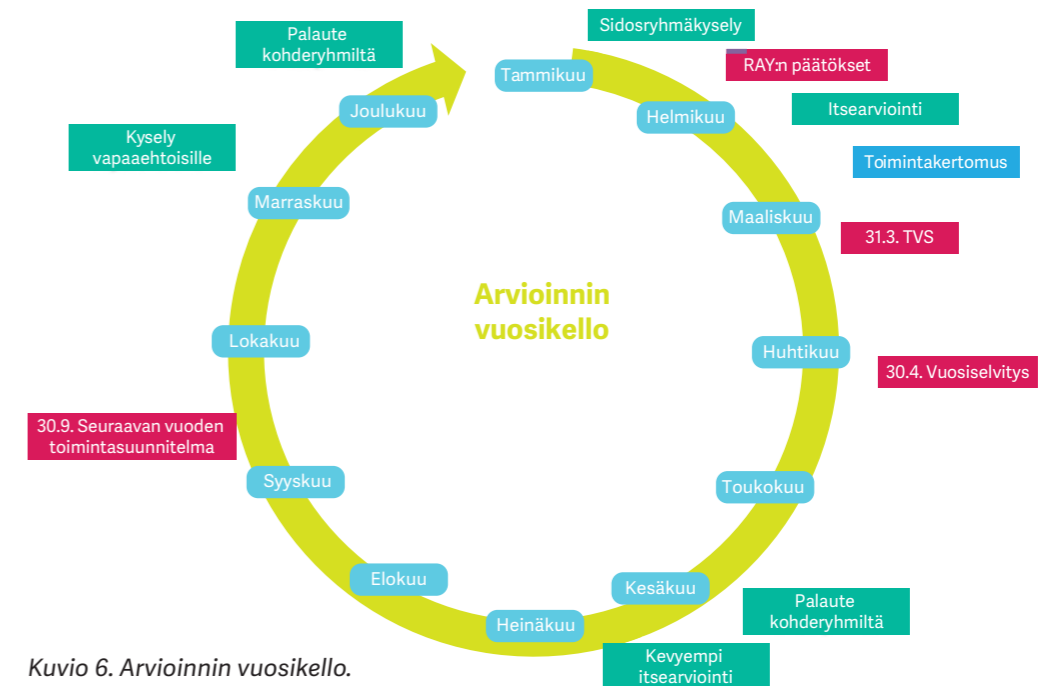 Palaute
kohderyhmiltä
Sidosryhmäkysely
RAY:n päätökset
Tammikuu
Itsearviointi
Joulukuu
Helmikuu
Kysely
vapaaehtoisille
Toimintakertomus
Marraskuu
Maaliskuu
31.3. TVS
Arvioinnin
vuosikello
Lokakuu
Huhtikuu
30.4. Vuosiselvitys
30.9. Seuraavan vuoden
toimintasuunnitelma
Syyskuu
Toukokuu
Elokuu
Kesäkuu
Palaute
kohderyhmiltä
Heinäkuu
Kevyempi
itsearviointi
Kuvio 6. Arvioinnin vuosikello.